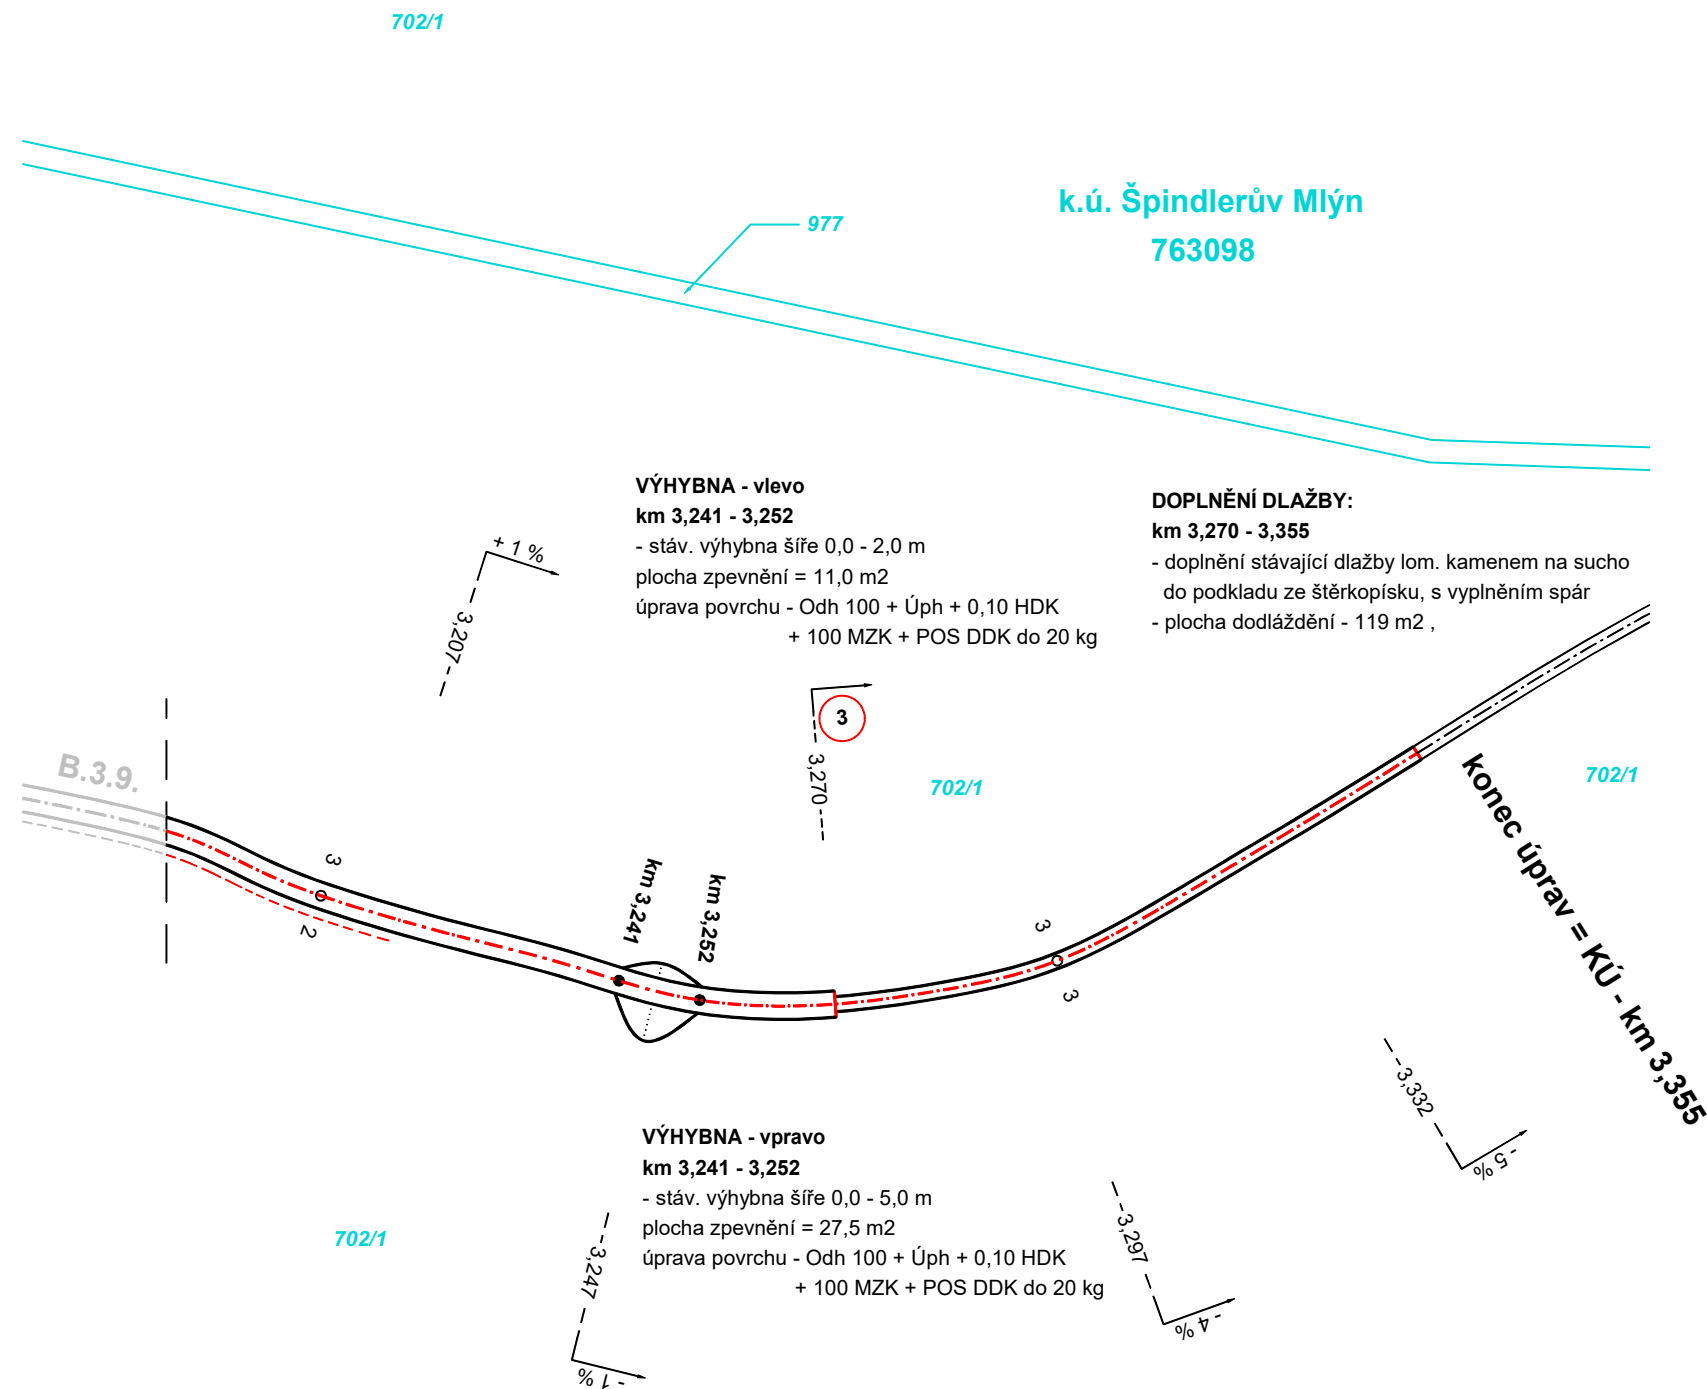 702/1
977
k.ú. Špindlerův Mlýn
763098
VÝHYBNA - vlevo
km 3,241 - 3,252
- stáv. výhybna šíře 0,0 - 2,0 m
plocha zpevnění = 11,0 m2
úprava povrchu - Odh 100 + Úph + 0,10 HDK
+ 100 MZK + POS DDK do 20 kg
DOPLNĚNÍ DLAŽBY:
km 3,270 - 3,355
- doplnění stávající dlažby lom. kamenem na sucho
do podkladu ze štěrkopísku, s vyplněním spár
- plocha dodláždění - 119 m2 ,
+ 1 %
3,207
3
3,270
B.3.9.
702/1
702/1
3
2
km 3,241
km 3,252
3
3
konec úprav = KÚ - km 3,355
VÝHYBNA - vpravo
km 3,241 - 3,252
- stáv. výhybna šíře 0,0 - 5,0 m
plocha zpevnění = 27,5 m2
úprava povrchu - Odh 100 + Úph + 0,10 HDK
+ 100 MZK + POS DDK do 20 kg
702/1
3,247
- 1 %
3,297
- 4 %
3,332
- 5 %